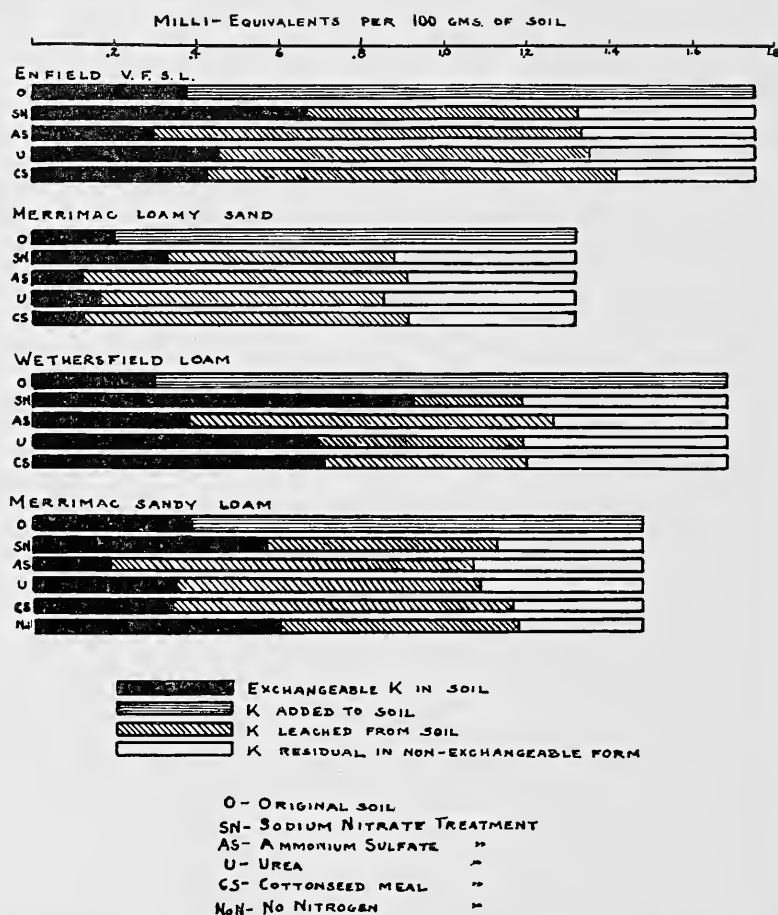 MILLI-EQUIVALENTS PER 100 GMS. OF SOIL
.2 .4 .6 .8 1.0 1.2 1.4 1.6 1.8
ENFIELD V.F.S.L.
O
SN
AS
U
CS
MERRIMAC LOAMY SAND
O
SN
AS
U
CS
WETHERSFIELD LOAM
O
SN
AS
U
CS
MERRIMAC SANDY LOAM
O
SN
AS
U
CS
EXCHANGEABLE K IN SOIL
K ADDED TO SOIL
K LEACHED FROM SOIL
K RESIDUAL IN NON-EXCHANGEABLE FORM
O- ORIGINAL SOIL
SN- SODIUM NITRATE TREATMENT
AS- AMMONIUM SULFATE "
U- UREA "
CS- COTTONSEED MEAL "
NoN- NO NITROGEN "